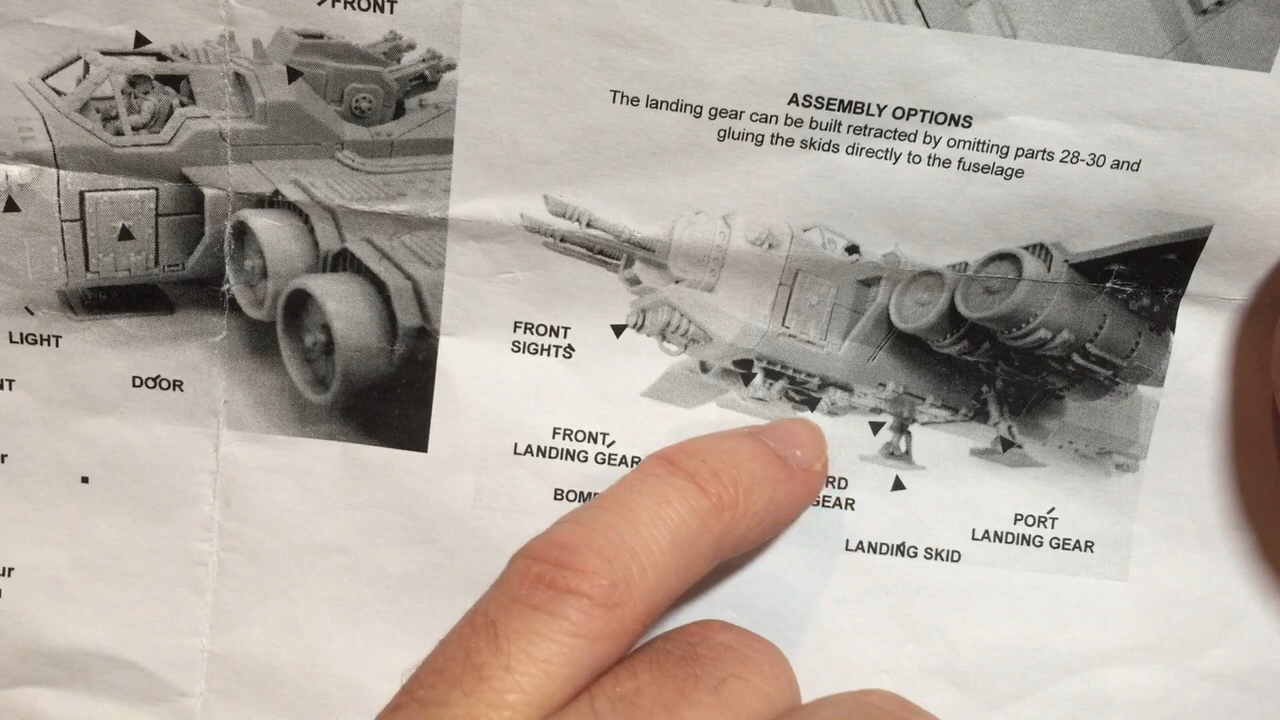 FRONT
ASSEMBLY OPTIONS
The landing gear can be built retracted by omitting parts 28-30 and
gluing the skids directly to the fuselage
FRONT
SIGHTS
LIGHT
DOOR
FRONT
LANDING GEAR
GEAR
PORT
LANDING GEAR
LANDING SKID